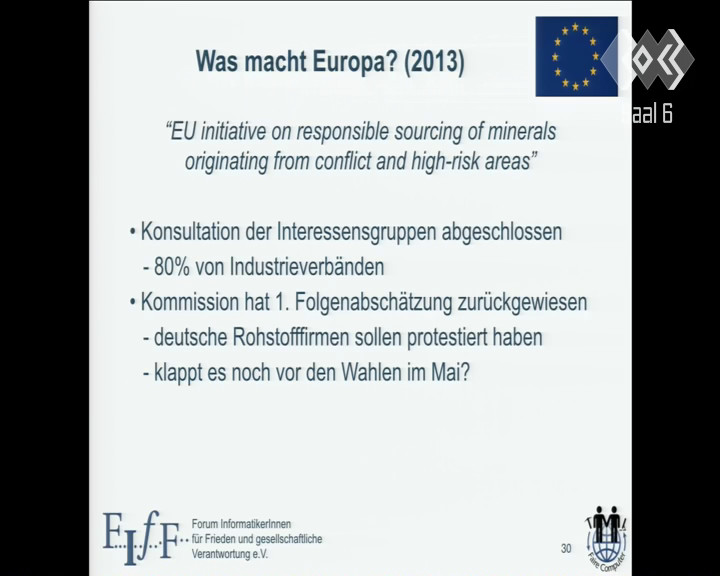 Was macht Europa? (2013)
“EU initiative on responsible sourcing of minerals
originating from conflict and high-risk areas”
• Konsultation der Interessensgruppen abgeschlossen
- 80% von Industrieverbänden
• Kommission hat 1. Folgenabschätzung zurückgewiesen
- deutsche Rohstofffirmen sollen protestiert haben
- klappt es noch vor den Wahlen im Mai?
FIfF
Forum InformatikerInnen
für Frieden und gesellschaftliche
Verantwortung e.V.
30
Faire Computer